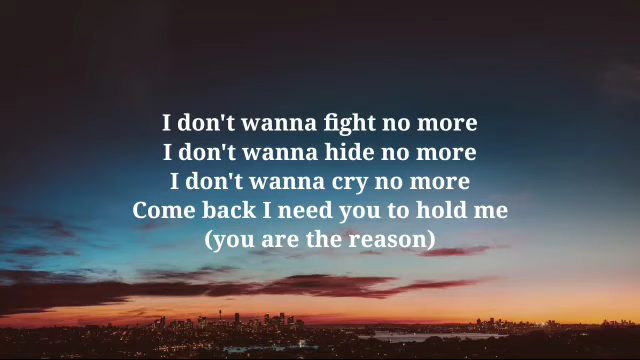 I don't wanna fight no more
I don't wanna hide no more
I don't wanna cry no more
Come back I need you to hold me
(you are the reason)